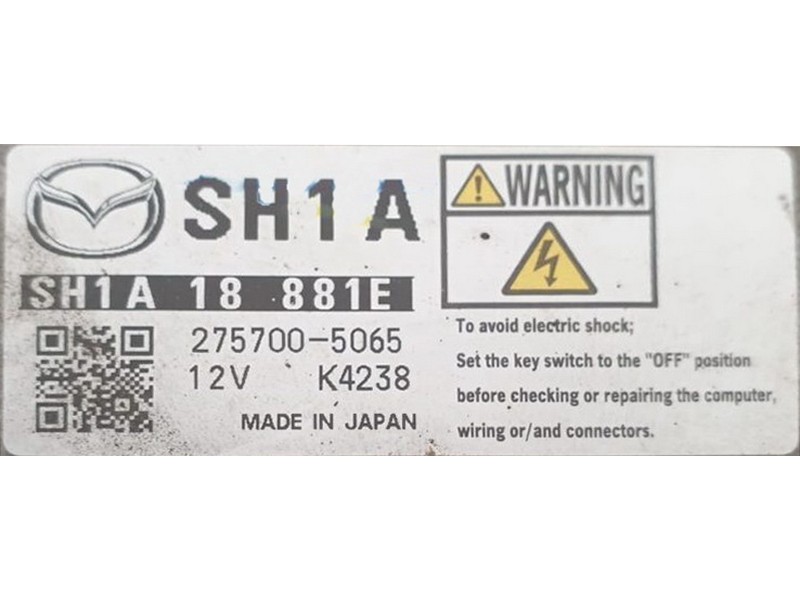 SH1A
SH1A 18 881E
275700-5065
12V K4238
MADE IN JAPAN
WARNING
To avoid electric shock;
Set the key switch to the "OFF" position
before checking or repairing the computer,
wiring or/and connectors.